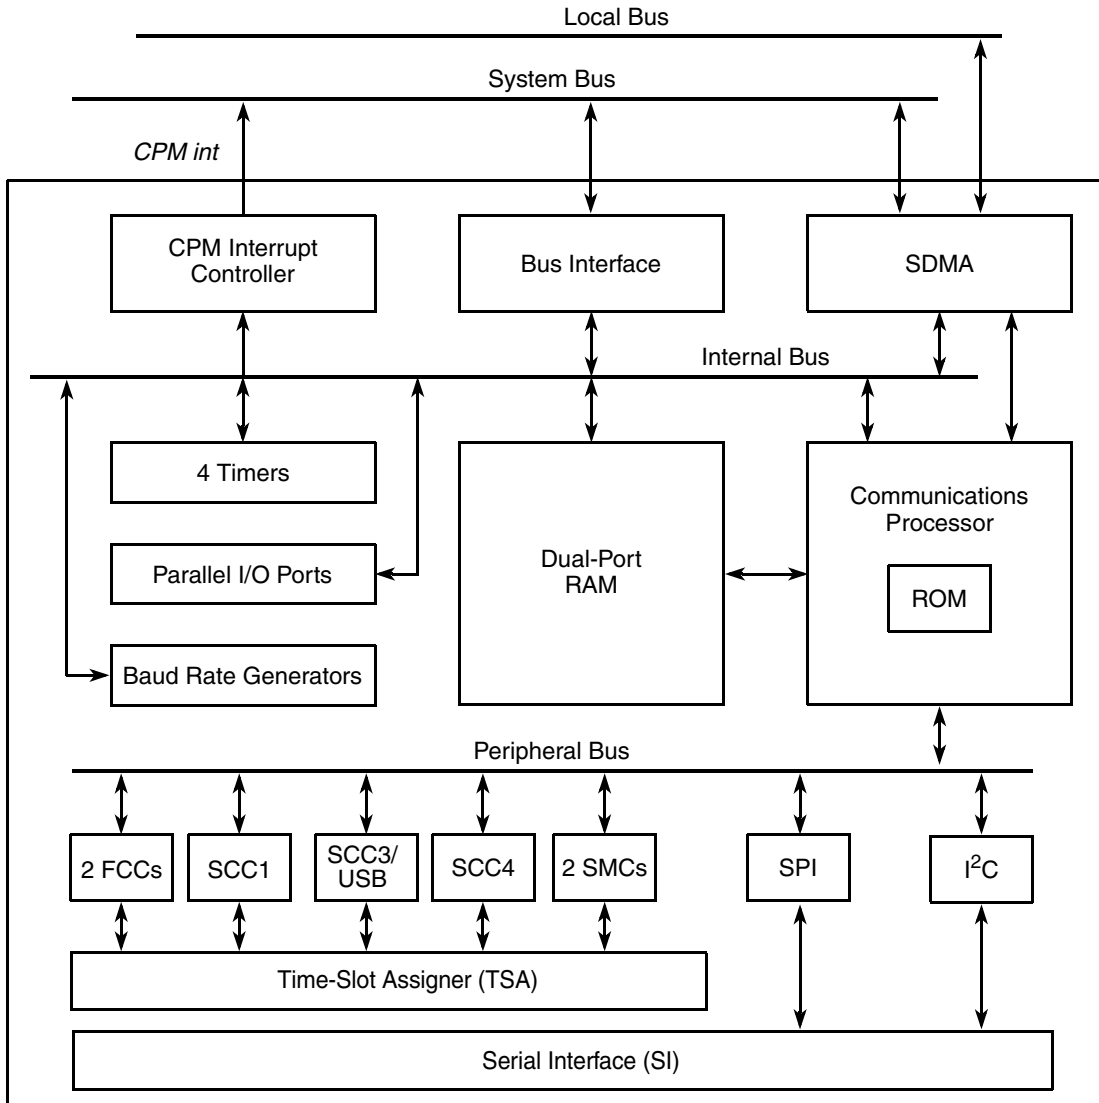 Local Bus
System Bus
CPM int
CPM Interrupt
Controller
Bus Interface
SDMA
Internal Bus
4 Timers
Parallel I/O Ports
Baud Rate Generators
Dual-Port
RAM
Communications
Processor
ROM
Peripheral Bus
2 FCCs
SCC1
SCC3/
USB
SCC4
2 SMCs
SPI
I²C
Time-Slot Assigner (TSA)
Serial Interface (SI)